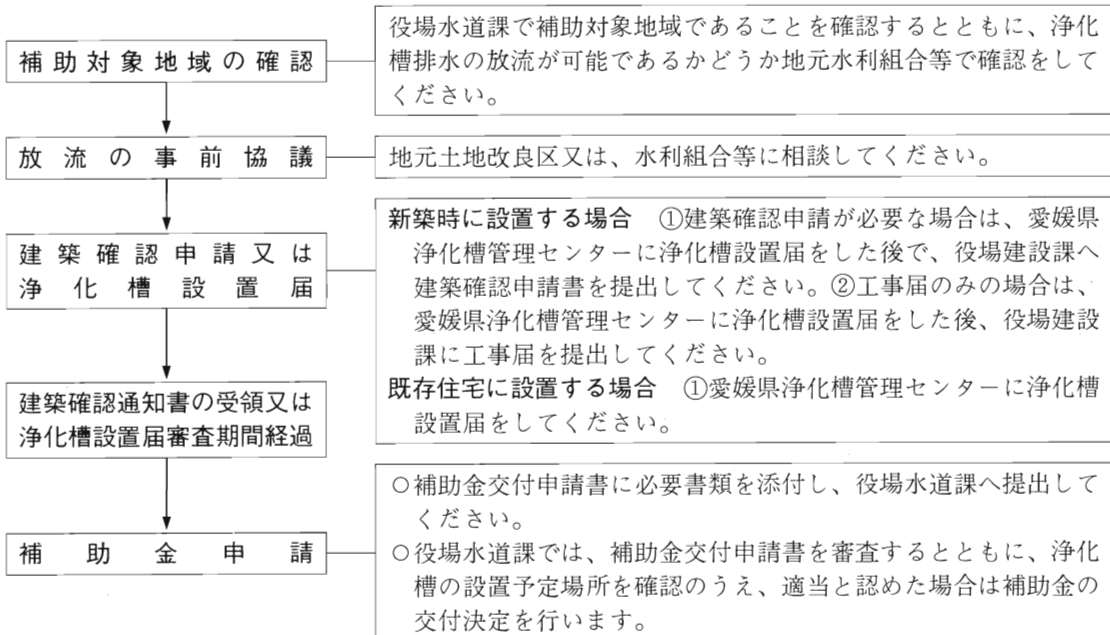 補助対象地域の確認
役場水道課で補助対象地域であることを確認するとともに、浄化
槽排水の放流が可能であるかどうか地元水利組合等で確認をして
ください。
放流の事前協議
地元土地改良区又は、水利組合等に相談してください。
建築確認申請又は
浄化槽設置届
新築時に設置する場合　①建築確認申請が必要な場合は、愛媛県
浄化槽管理センターに浄化槽設置届をした後で、役場建設課へ
建築確認申請書を提出してください。②工事届のみの場合は、
愛媛県浄化槽管理センターに浄化槽設置届をした後、役場建設
課に工事届を提出してください。
既存住宅に設置する場合　①愛媛県浄化槽管理センターに浄化槽
設置届をしてください。
建築確認通知書の受領又は
浄化槽設置届審査期間経過
補助金申請
○補助金交付申請書に必要書類を添付し、役場水道課へ提出して
ください。
○役場水道課では、補助金交付申請書を審査するとともに、浄化
槽の設置予定場所を確認のうえ、適当と認めた場合は補助金の
交付決定を行います。